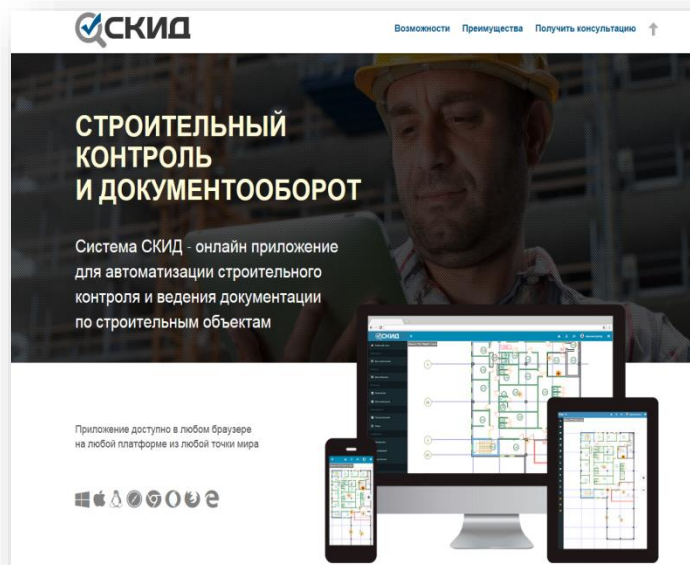 СКИД
Возможности Преимущества Получить консультацию
СТРОИТЕЛЬНЫЙ
КОНТРОЛЬ
И ДОКУМЕНТООБОРОТ
Система СКИД - онлайн приложение
для автоматизации строительного
контроля и ведения документации
по строительным объектам
СКИД
Приложение доступно в любом браузере
на любой платформе из любой точки мира